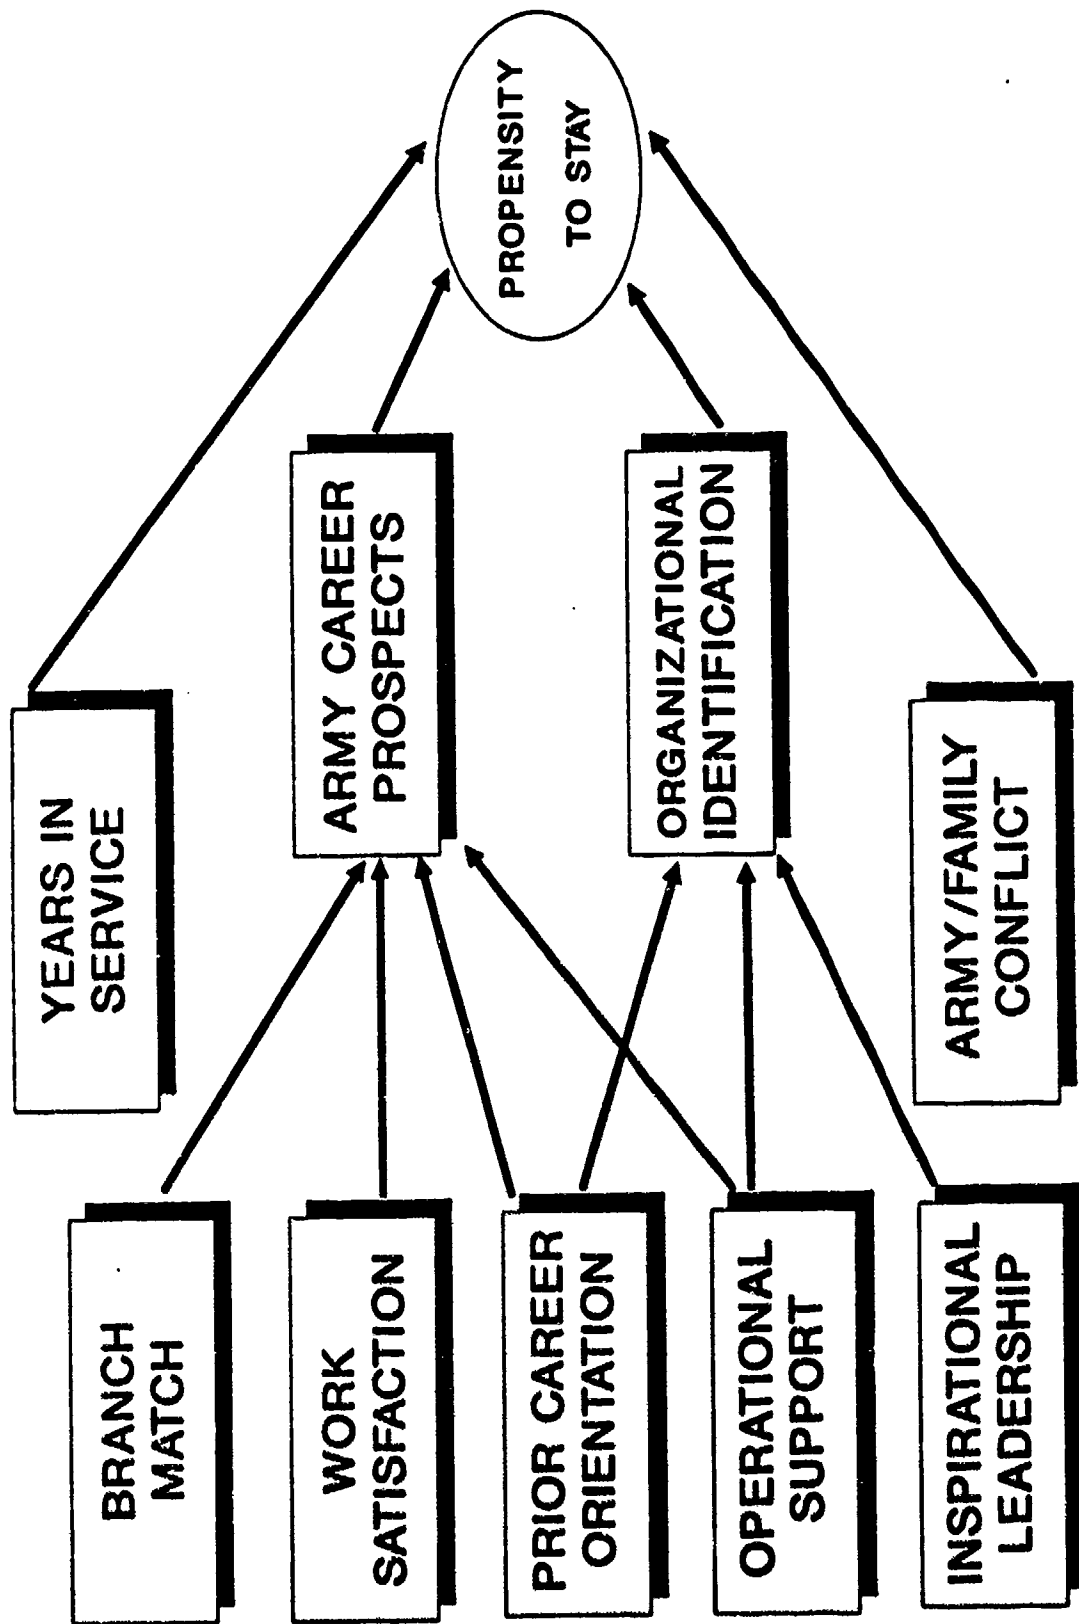 YEARS IN
SERVICE
BRANCH
MATCH
WORK
SATISFACTION
PRIOR CAREER
ORIENTATION
OPERATIONAL
SUPPORT
INSPIRATIONAL
LEADERSHIP
ARMY CAREER
PROSPECTS
ORGANIZATIONAL
IDENTIFICATION
ARMY/FAMILY
CONFLICT
PROPENSITY
TO STAY